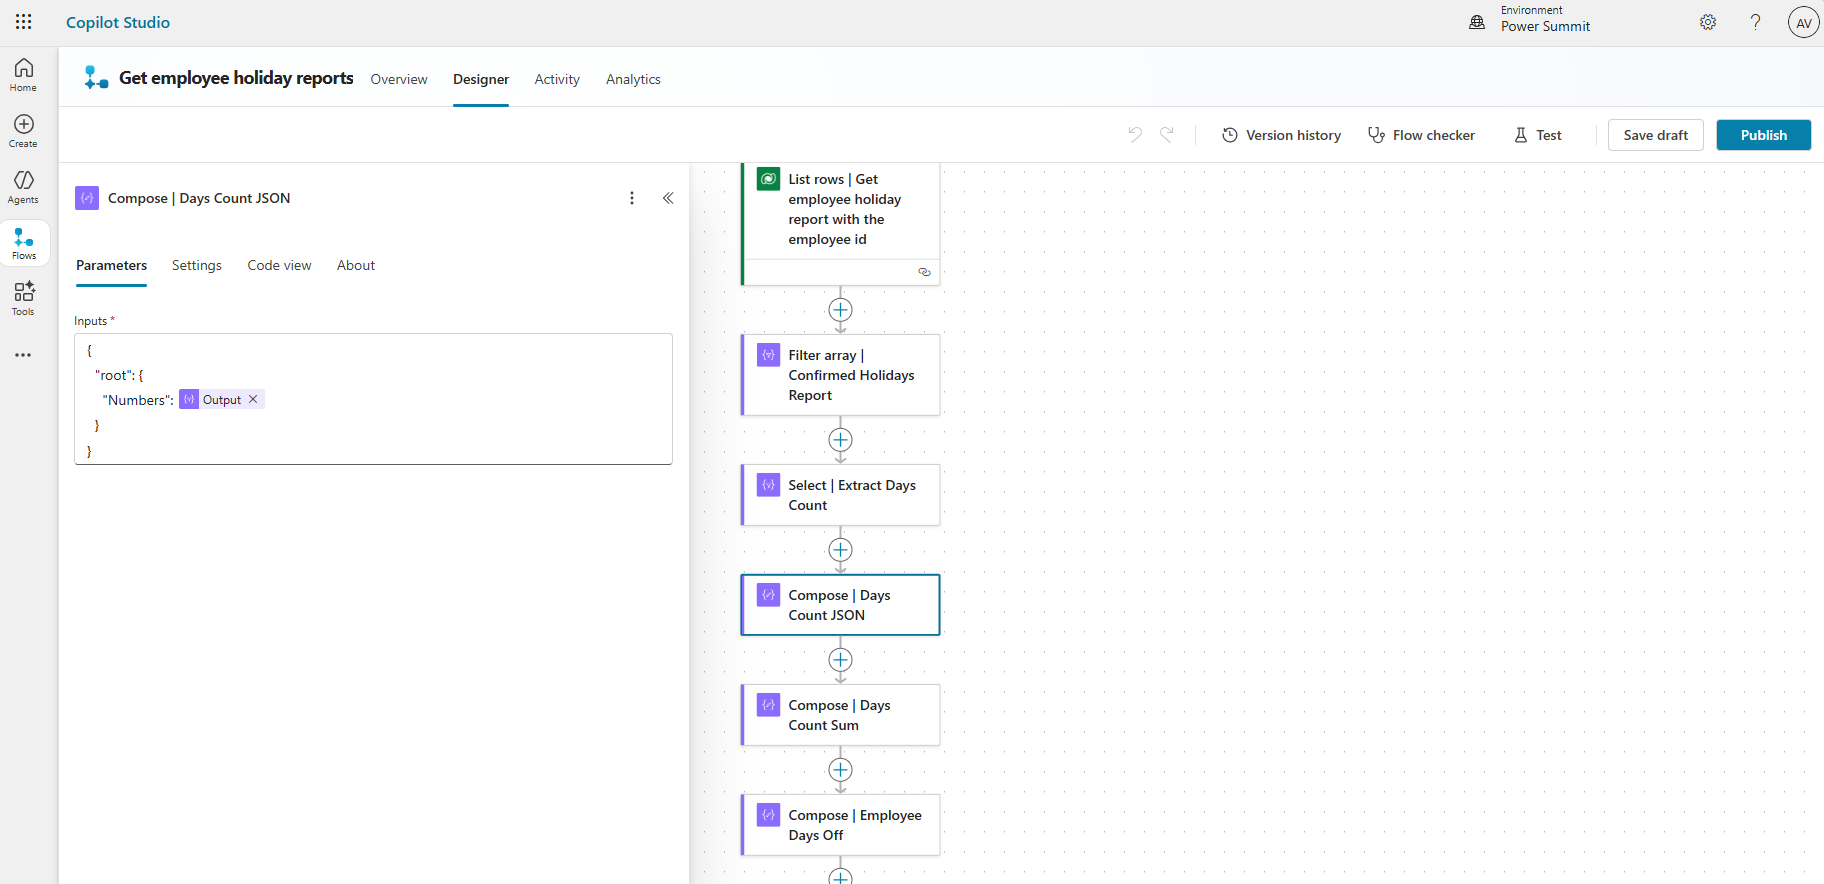 Copilot Studio
Environment
Power Summit
AV
Home
Create
Agents
Flows
Tools
Get employee holiday reports
Overview
Designer
Activity
Analytics
Version history
Flow checker
Test
Save draft
Publish
Compose | Days Count JSON
Parameters
Settings
Code view
About
Inputs *
{
"root": {
"Numbers": Output
}
}
List rows | Get
employee holiday
report with the
employee id
Filter array |
Confirmed Holidays
Report
Select | Extract Days
Count
Compose | Days
Count JSON
Compose | Days
Count Sum
Compose | Employee
Days Off